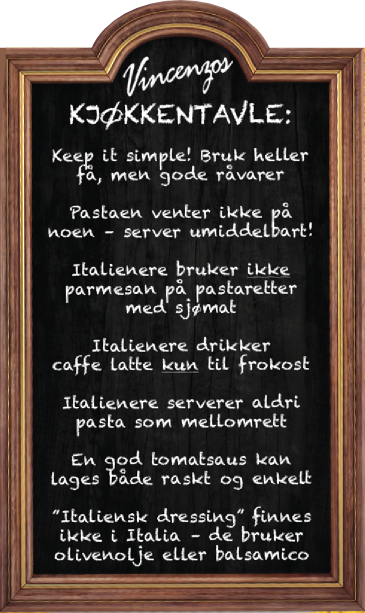 Vincenzos
KJØKKENTAVLE:
Keep it simple! Bruk heller
få, men gode råvarer
Pastaen venter ikke på
noen – server umiddelbart!
Italienere bruker ikke
parmesan på pastaretter
med sjømat
Italienere drikker
caffe latte kun til frokost
Italienere serverer aldri
pasta som mellomrett
En god tomatsaus kan
lages både raskt og enkelt
"Italiensk dressing" finnes
ikke i Italia – de bruker
olivenolje eller balsamico